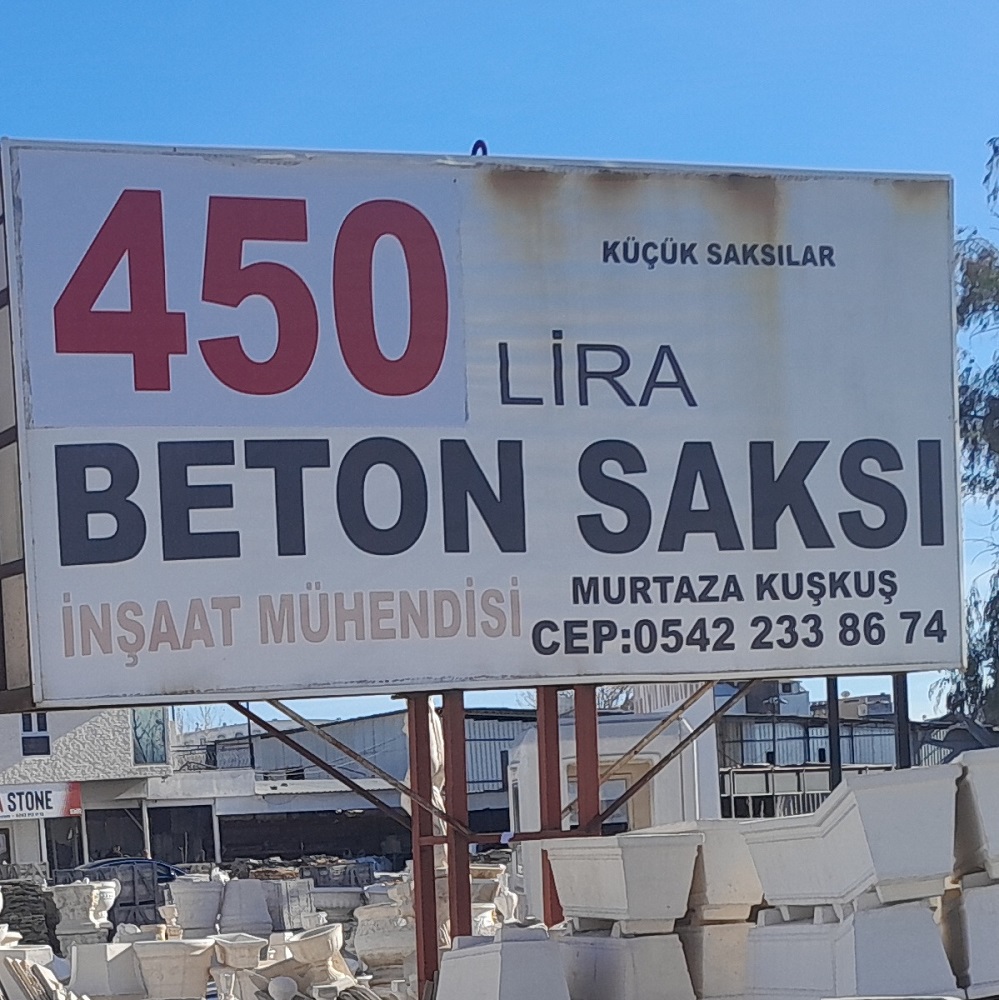 450
KÜÇÜK SAKSILAR
LİRA
BETON SAKSI
İNŞAAT MÜHENDİSİ
MURTAZA KUŞKUŞ
CEP:0542 233 86 74
STONE